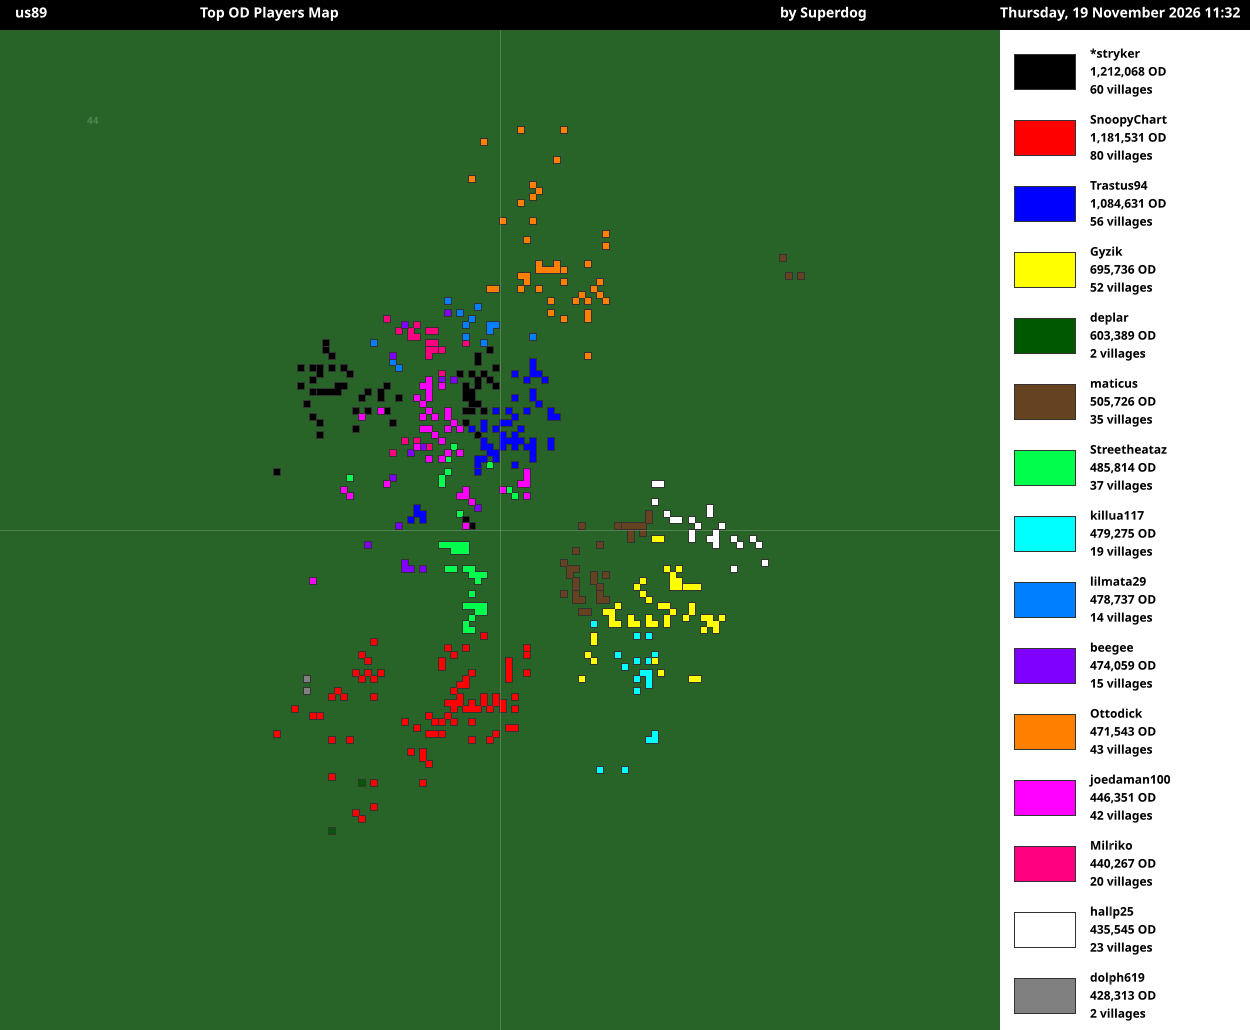 us89 Top OD Players Map by Superdog Thursday, 19 November 2026 11:32
44
*stryker
1,212,068 OD
60 villages
SnoopyChart
1,181,531 OD
80 villages
Trastus94
1,084,631 OD
56 villages
Gyzik
695,736 OD
52 villages
deplar
603,389 OD
2 villages
maticus
505,726 OD
35 villages
Streetheataz
485,814 OD
37 villages
killua117
479,275 OD
19 villages
lilmata29
478,737 OD
14 villages
beegee
474,059 OD
15 villages
Ottodick
471,543 OD
43 villages
joedaman100
446,351 OD
42 villages
Milriko
440,267 OD
20 villages
hallp25
435,545 OD
23 villages
dolph619
428,313 OD
2 villages